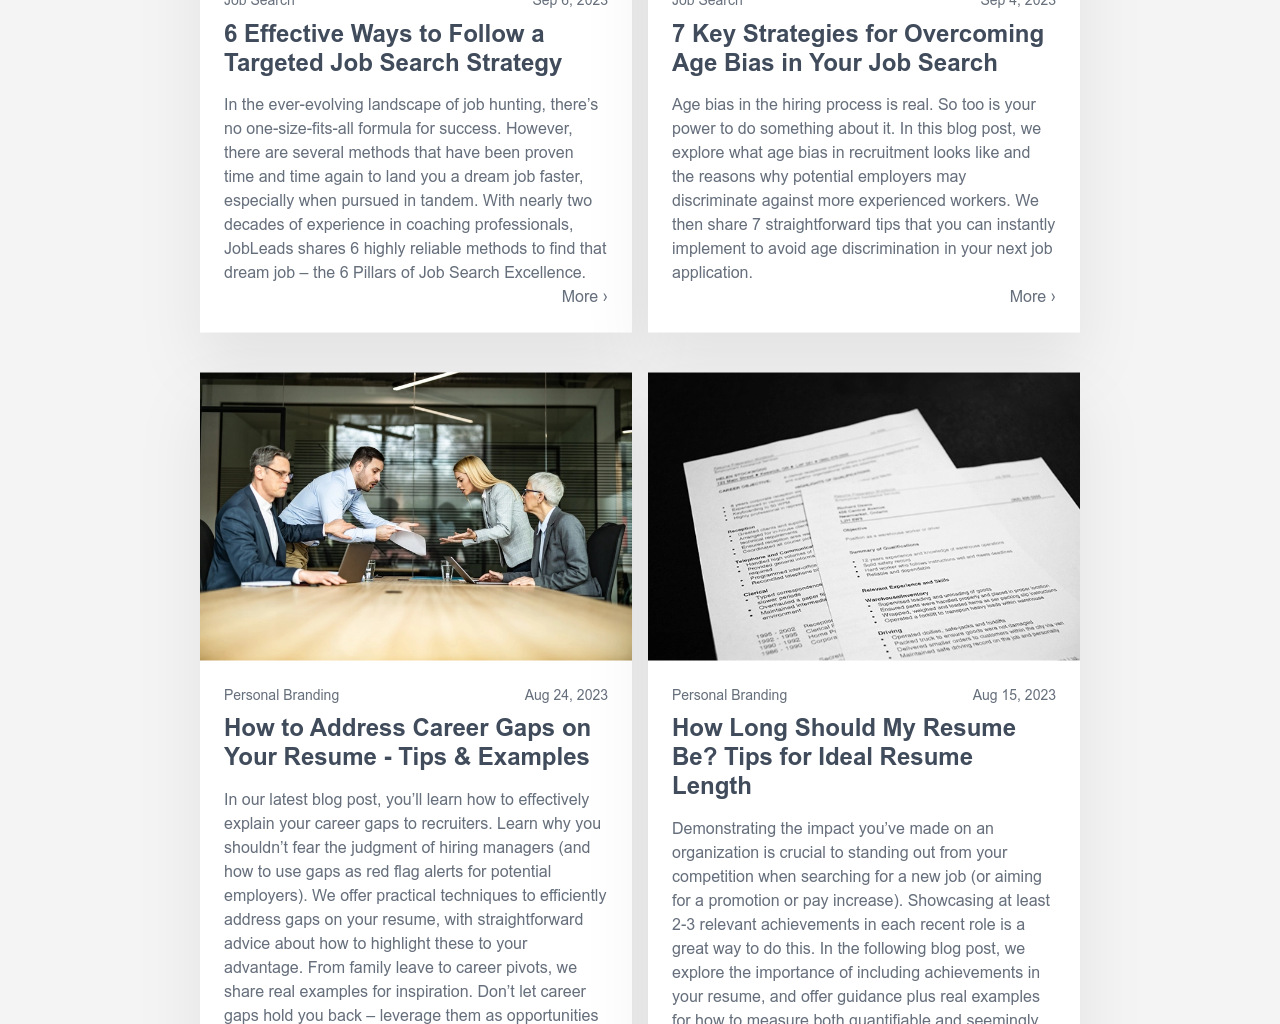 Job Search
Sep 6, 2023
6 Effective Ways to Follow a
Targeted Job Search Strategy
In the ever-evolving landscape of job hunting, there’s
no one-size-fits-all formula for success. However,
there are several methods that have been proven
time and time again to land you a dream job faster,
especially when pursued in tandem. With nearly two
decades of experience in coaching professionals,
JobLeads shares 6 highly reliable methods to find that
dream job – the 6 Pillars of Job Search Excellence.
More ›
Job Search
Sep 4, 2023
7 Key Strategies for Overcoming
Age Bias in Your Job Search
Age bias in the hiring process is real. So too is your
power to do something about it. In this blog post, we
explore what age bias in recruitment looks like and
the reasons why potential employers may
discriminate against more experienced workers. We
then share 7 straightforward tips that you can instantly
implement to avoid age discrimination in your next job
application.
More ›
Personal Branding
Aug 24, 2023
How to Address Career Gaps on
Your Resume - Tips & Examples
In our latest blog post, you’ll learn how to effectively
explain your career gaps to recruiters. Learn why you
shouldn’t fear the judgment of hiring managers (and
how to use gaps as red flag alerts for potential
employers). We offer practical techniques to efficiently
address gaps on your resume, with straightforward
advice about how to highlight these to your
advantage. From family leave to career pivots, we
share real examples for inspiration. Don’t let career
gaps hold you back – leverage them as opportunities
CAREER OBJECTIVE
Reception
Clerical
Objective
Summary of Qualifications
Reliable and dependable
Relevant Experience and Skills
Warehouse/Inventory
Driving
Personal Branding
Aug 15, 2023
How Long Should My Resume
Be? Tips for Ideal Resume
Length
Demonstrating the impact you’ve made on an
organization is crucial to standing out from your
competition when searching for a new job (or aiming
for a promotion or pay increase). Showcasing at least
2-3 relevant achievements in each recent role is a
great way to do this. In the following blog post, we
explore the importance of including achievements in
your resume, and offer guidance plus real examples
for how to measure both quantifiable and seemingly